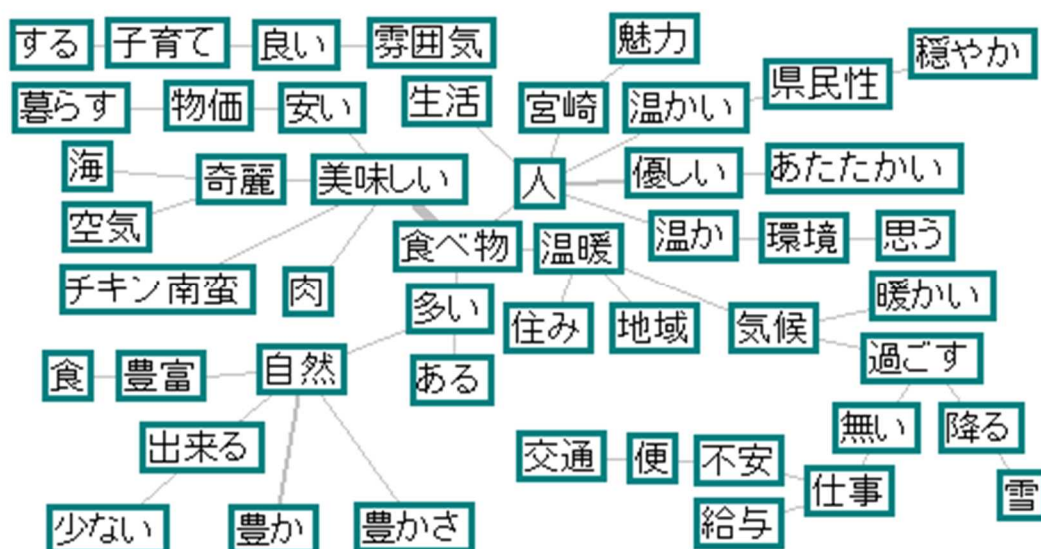 する
子育て
良い
雰囲気
魅力
穏やか
県民性
暮らす
物価
安い
生活
宮崎
温かい
海
奇麗
美味しい
人
優しい
あたたかい
空気
食べ物
温暖
温か
環境
思う
チキン南蛮
肉
多い
住み
地域
気候
暖かい
食
豊富
自然
ある
過ごす
出来る
交通
便
不安
無い
降る
少ない
豊か
豊かさ
給与
仕事
雪